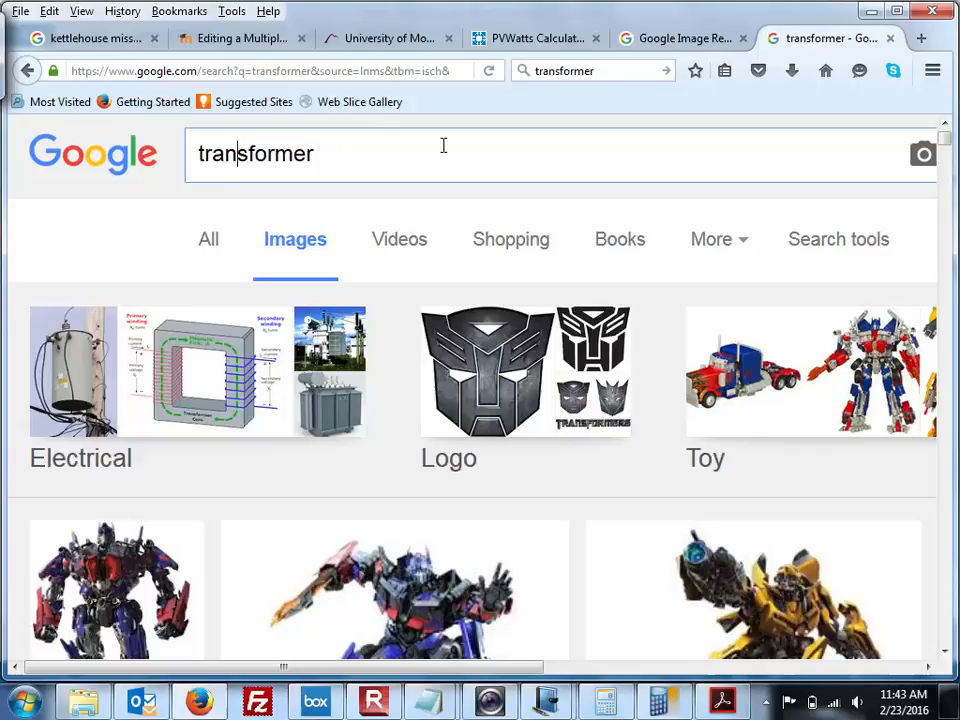 File Edit View History Bookmarks Tools Help
kettlehouse miss... Editing a Multipl... University of Mo... PVWatts Calculat... Google Image Re... transformer - Go...
https://www.google.com/search?q=transformer&source=lnms&tbm=isch& transformer
Most Visited Getting Started Suggested Sites Web Slice Gallery
Google transformer
All Images Videos Shopping Books More Search tools
Primary winding
Secondary winding
Transformer Core
TRANSFORMERS
Electrical Logo Toy
box R
11:43 AM
2/23/2016